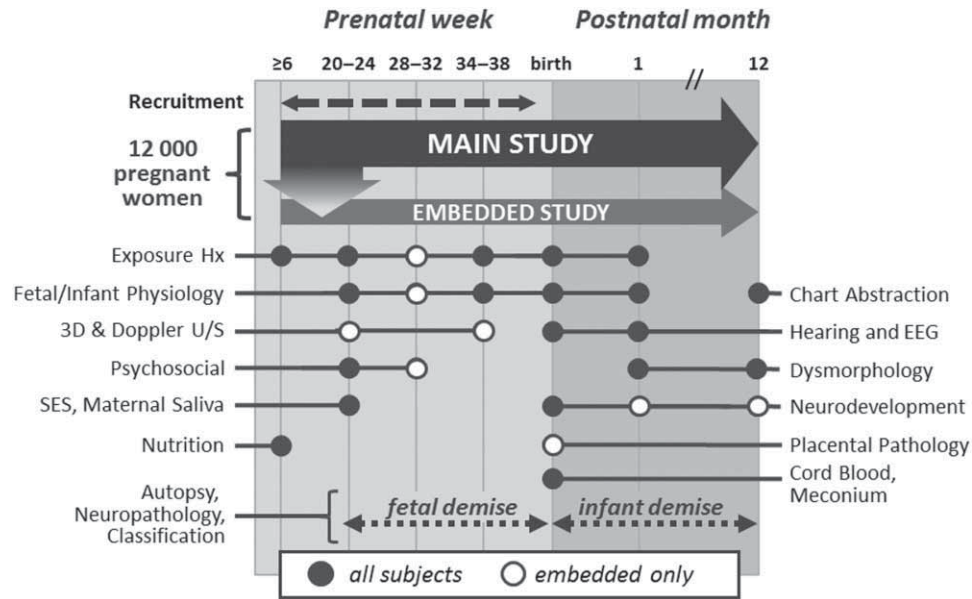 Prenatal week
Postnatal month
≥6
20–24
28–32
34–38
birth
1
//
12
Recruitment
12 000
pregnant
women
MAIN STUDY
EMBEDDED STUDY
Exposure Hx
Fetal/Infant Physiology
Chart Abstraction
3D & Doppler U/S
Hearing and EEG
Psychosocial
Dysmorphology
SES, Maternal Saliva
Neurodevelopment
Nutrition
Placental Pathology
Cord Blood,
Meconium
Autopsy,
Neuropathology,
Classification
fetal demise
infant demise
all subjects
embedded only